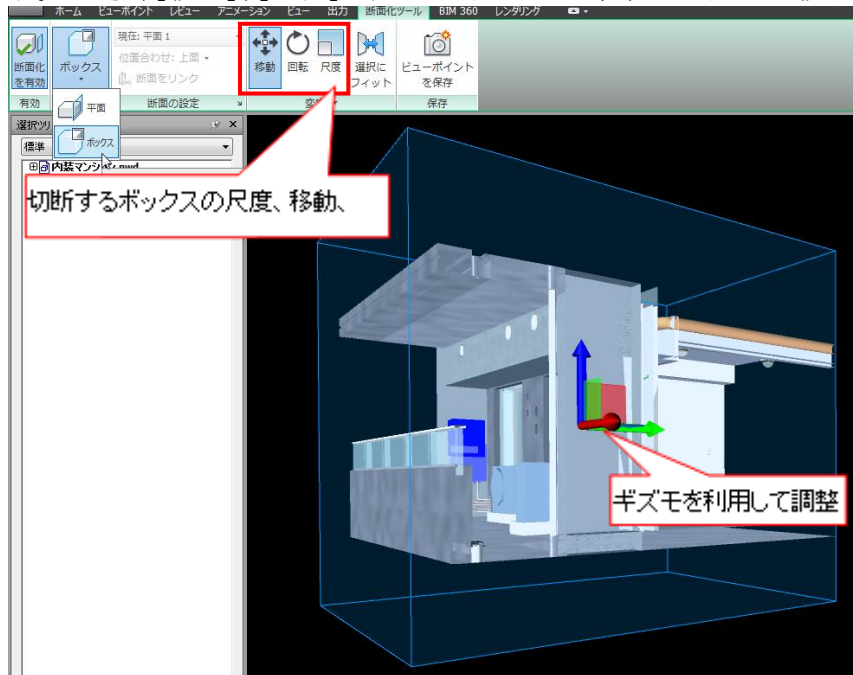 ホーム ビューポイント レビュー アニメーション ビュー 出力 断面化ツール BIM 360 レンダリング
断面化を有効
ボックス
現在: 平面 1
位置合わせ: 上面
断面をリンク
移動 回転 尺度 選択にフィット
ビューポイントを保存
有効 断面の設定 保存
平面
ボックス
選択ツリ
標準
内装マンション.nwd
切断するボックスの尺度、移動、
ギズモを利用して調整